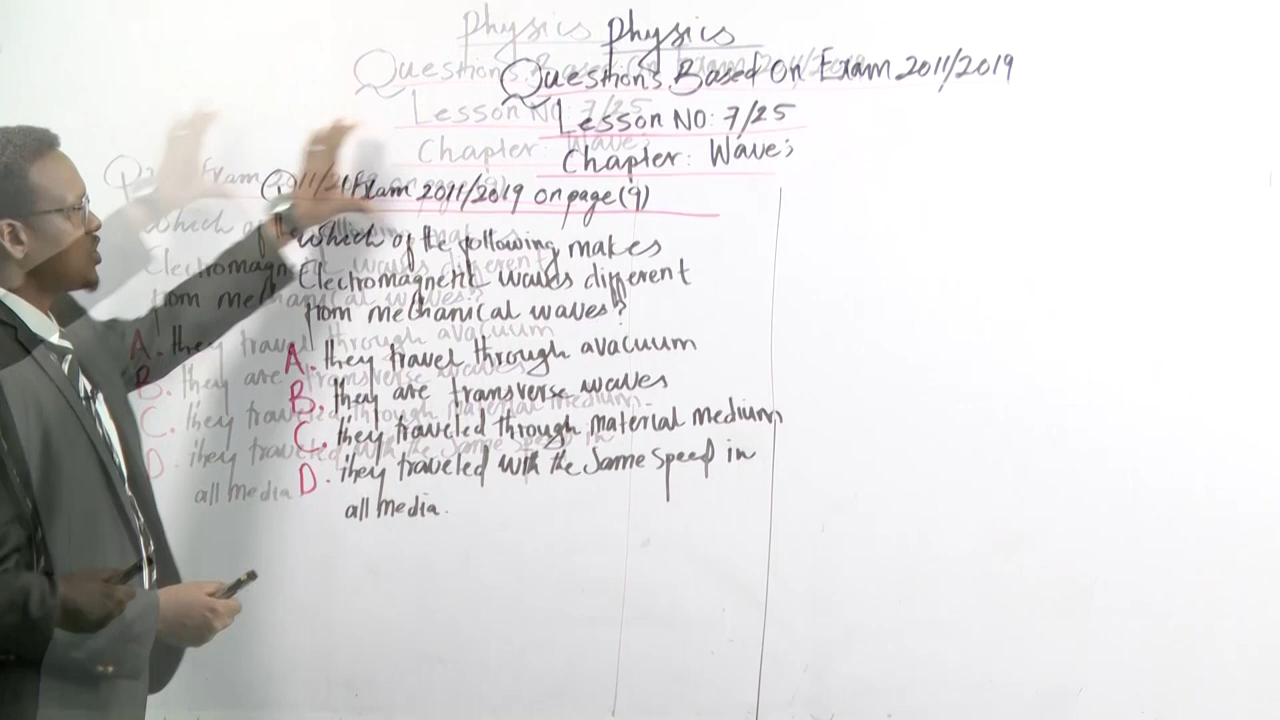 Physics
Questions Based On Exam 2011/2019
Lesson NO: 7/25
Chapter: Waves
Exam 2011/2019 on page (9)
which of the following makes
Electromagnetic waves different
from mechanical waves?
A. they travel through avacuum
B. they are transverse waves
C. they traveled through material medium
D. they traveled with the same speed in
all media.